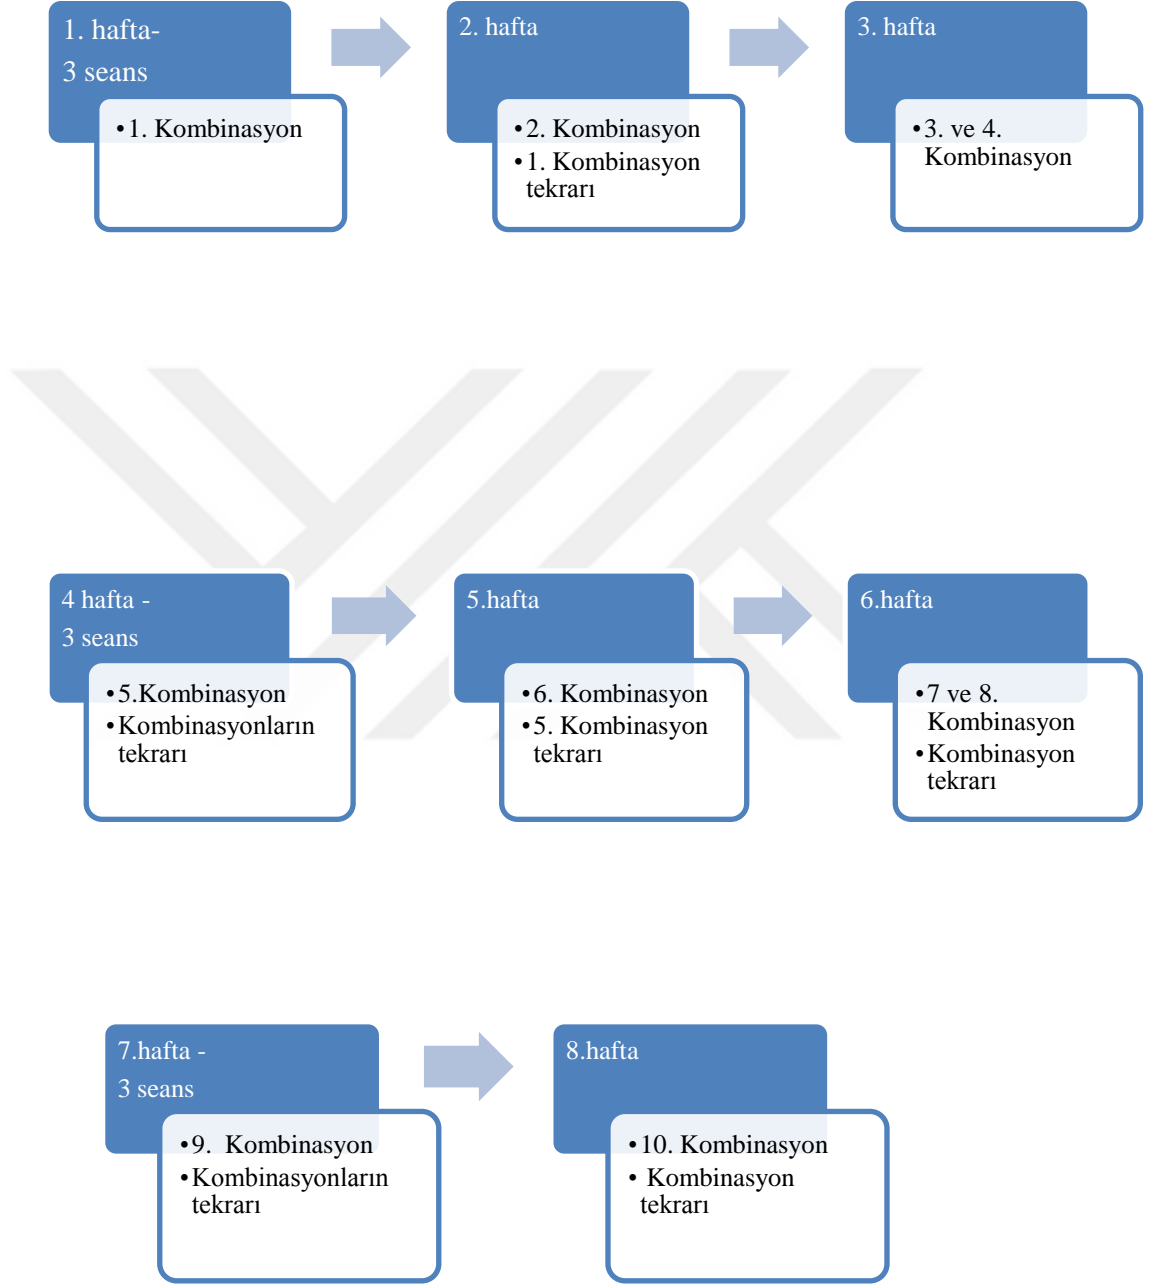 1. hafta-
3 seans
•1. Kombinasyon
2. hafta
•2. Kombinasyon
•1. Kombinasyon
tekrarı
3. hafta
•3. ve 4.
Kombinasyon
4 hafta -
3 seans
•5.Kombinasyon
•Kombinasyonların
tekrarı
5.hafta
•6. Kombinasyon
•5. Kombinasyon
tekrarı
6.hafta
•7 ve 8.
Kombinasyon
•Kombinasyon
tekrarı
7.hafta -
3 seans
•9. Kombinasyon
•Kombinasyonların
tekrarı
8.hafta
•10. Kombinasyon
• Kombinasyon
tekrarı